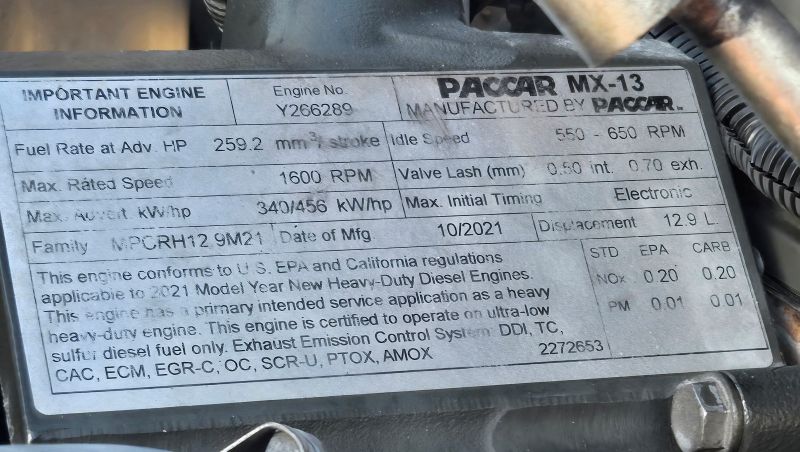 IMPORTANT ENGINE INFORMATION
Engine No. Y266289
PACCAR MX-13
MANUFACTURED BY PACCAR INC.
Fuel Rate at Adv. HP 259.2 mm³/ stroke
Idle Speed 550 - 650 RPM
Max. Rated Speed 1600 RPM
Valve Lash (mm) 0.50 int. 0.70 exh.
Max. Advert. kW/hp 340/456 kW/hp
Max. Initial Timing Electronic
Family MPCRH12.9M21
Date of Mfg 10/2021
Displacement 12.9 L
This engine conforms to U.S. EPA and California regulations
applicable to 2021 Model Year New Heavy-Duty Diesel Engines.
This engine has a primary intended service application as a heavy
heavy-duty engine. This engine is certified to operate on ultra-low
sulfur diesel fuel only. Exhaust Emission Control System: DDI, TC,
CAC, ECM, EGR-C, OC, SCR-U, PTOX, AMOX
2272653
STD EPA CARB
NOx 0.20 0.20
PM 0.01 0.01